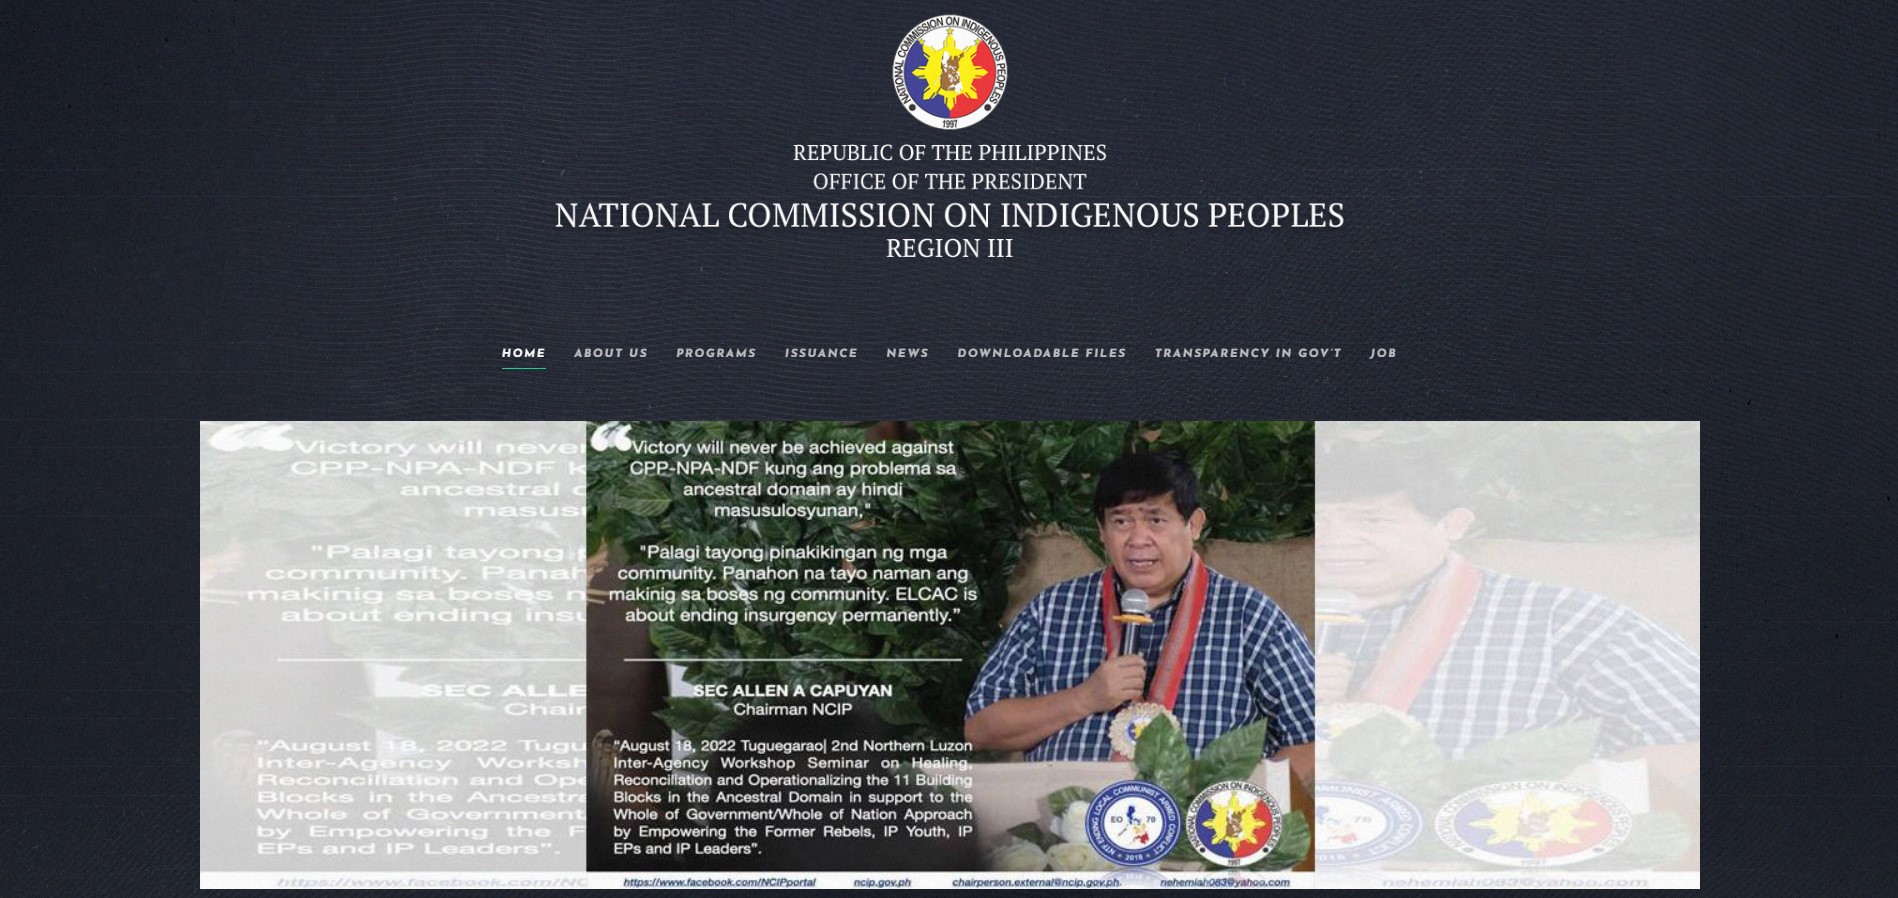 NATIONAL COMMISSION ON INDIGENOUS PEOPLES
1997
REPUBLIC OF THE PHILIPPINES
OFFICE OF THE PRESIDENT
NATIONAL COMMISSION ON INDIGENOUS PEOPLES
REGION III
HOME ABOUT US PROGRAMS ISSUANCE NEWS DOWNLOADABLE FILES TRANSPARENCY IN GOV'T JOB
“Victory will never be achieved against
CPP-NPA-NDF kung ang problema sa
ancestral domain ay hindi
masusulosyunan,"
"Palagi tayong pinakikingan ng mga
community. Panahon na tayo naman ang
makinig sa boses ng community. ELCAC is
about ending insurgency permanently.”
SEC ALLEN A CAPUYAN
Chairman NCIP
“August 18, 2022 Tuguegarao| 2nd Northern Luzon
Inter-Agency Workshop Seminar on Healing,
Reconciliation and Operationalizing the 11 Building
Blocks in the Ancestral Domain in support to the
Whole of Government/Whole of Nation Approach
by Empowering the Former Rebels, IP Youth, IP
EPs and IP Leaders”.
NTF ENDING LOCAL COMMUNIST ARMED CONFLICT
EO 70
2018
NATIONAL COMMISSION ON INDIGENOUS PEOPLES
1997
https://www.facebook.com/NCIPportal ncip.gov.ph chairperson.external@ncip.gov.ph. nehemiah083@yahoo.com